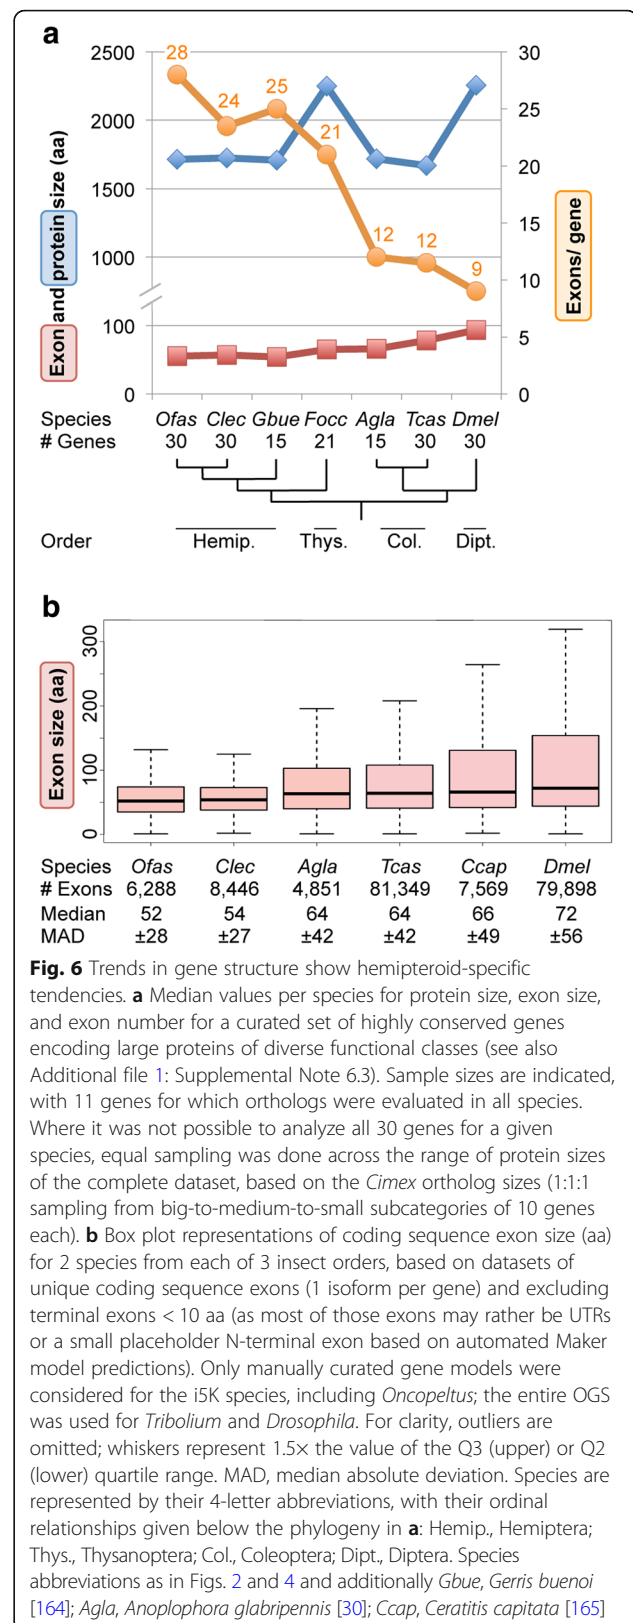 a
2500
2000
1500
1000
100
0
30
25
20
15
10
5
0
28
24
25
21
12
12
9
Exon and protein size (aa)
Exons/ gene
Species Ofas Clec Gbue Focc Agla Tcas Dmel
# Genes 30 30 15 21 15 30 30
Order Hemip. Thys. Col. Dipt.
b
Exon size (aa)
300
200
100
0
Species Ofas Clec Agla Tcas Ccap Dmel
# Exons 6,288 8,446 4,851 81,349 7,569 79,898
Median 52 54 64 64 66 72
MAD ±28 ±27 ±42 ±42 ±49 ±56
Fig. 6 Trends in gene structure show hemipteroid-specific
tendencies. a Median values per species for protein size, exon size,
and exon number for a curated set of highly conserved genes
encoding large proteins of diverse functional classes (see also
Additional file 1: Supplemental Note 6.3). Sample sizes are indicated,
with 11 genes for which orthologs were evaluated in all species.
Where it was not possible to analyze all 30 genes for a given
species, equal sampling was done across the range of protein sizes
of the complete dataset, based on the Cimex ortholog sizes (1:1:1
sampling from big-to-medium-to-small subcategories of 10 genes
each). b Box plot representations of coding sequence exon size (aa)
for 2 species from each of 3 insect orders, based on datasets of
unique coding sequence exons (1 isoform per gene) and excluding
terminal exons < 10 aa (as most of those exons may rather be UTRs
or a small placeholder N-terminal exon based on automated Maker
model predictions). Only manually curated gene models were
considered for the i5K species, including Oncopeltus; the entire OGS
was used for Tribolium and Drosophila. For clarity, outliers are
omitted; whiskers represent 1.5× the value of the Q3 (upper) or Q2
(lower) quartile range. MAD, median absolute deviation. Species are
represented by their 4-letter abbreviations, with their ordinal
relationships given below the phylogeny in a: Hemip., Hemiptera;
Thys., Thysanoptera; Col., Coleoptera; Dipt., Diptera. Species
abbreviations as in Figs. 2 and 4 and additionally Gbue, Gerris buenoi
[164]; Agla, Anoplophora glabripennis [30]; Ccap, Ceratitis capitata [165]